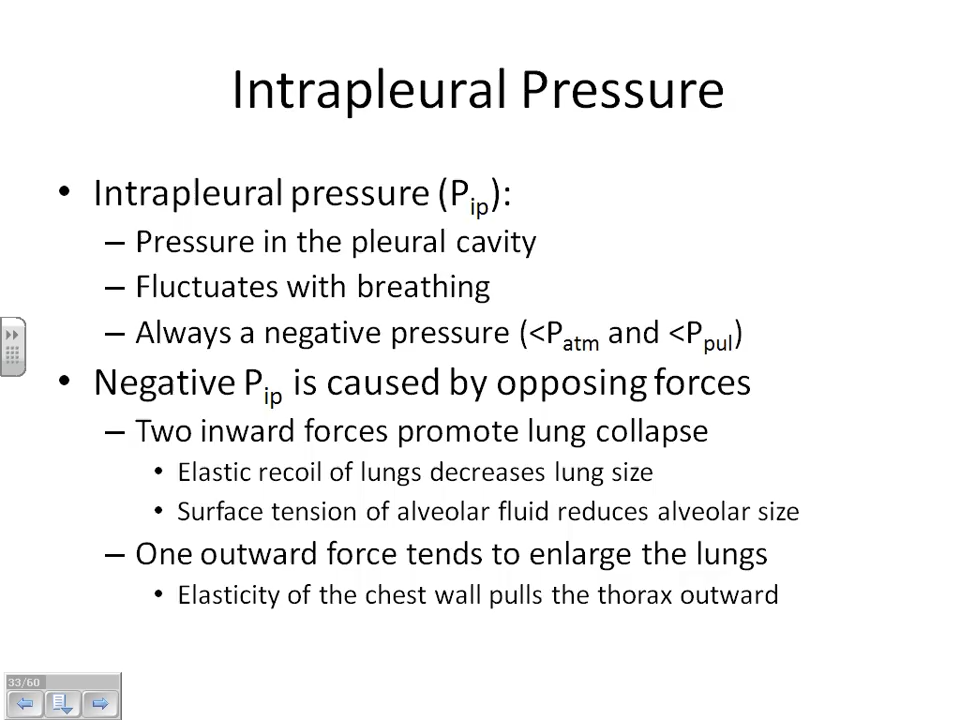 Intrapleural Pressure
• Intrapleural pressure (Pip):
– Pressure in the pleural cavity
– Fluctuates with breathing
– Always a negative pressure (<Patm and <Ppul)
• Negative Pip is caused by opposing forces
– Two inward forces promote lung collapse
• Elastic recoil of lungs decreases lung size
• Surface tension of alveolar fluid reduces alveolar size
– One outward force tends to enlarge the lungs
• Elasticity of the chest wall pulls the thorax outward
33/60